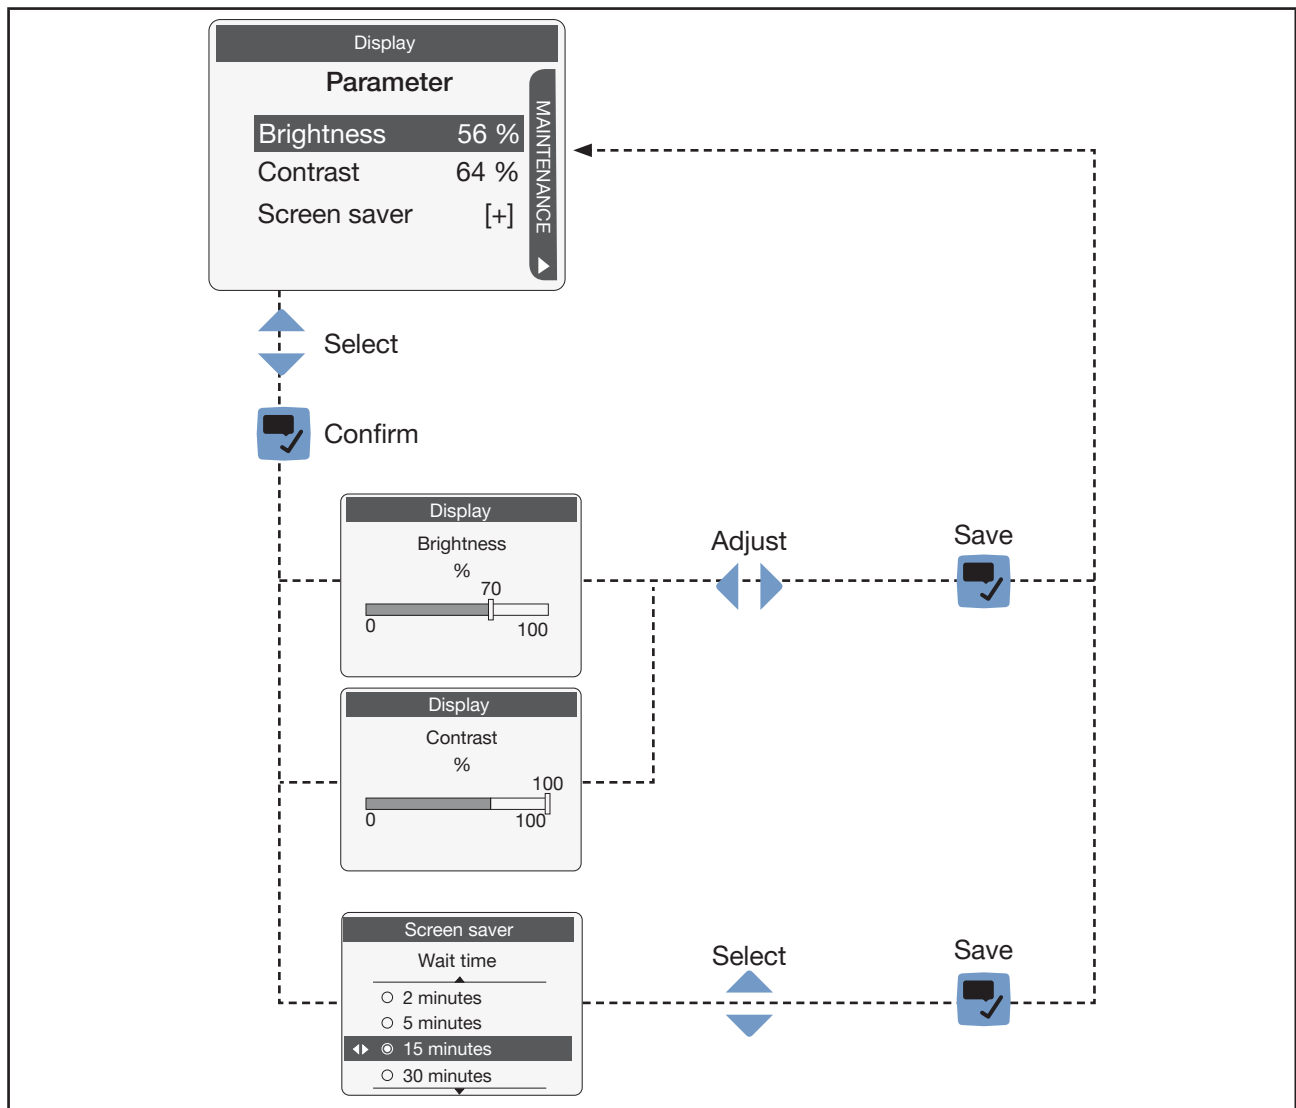 Display
Parameter
Brightness 56 %
Contrast 64 %
Screen saver [+]
MAINTENANCE
Select
Confirm
Display
Brightness
%
70
0 100
Adjust
Save
Display
Contrast
%
100
0 100
Screen saver
Wait time
2 minutes
5 minutes
15 minutes
30 minutes
Select
Save